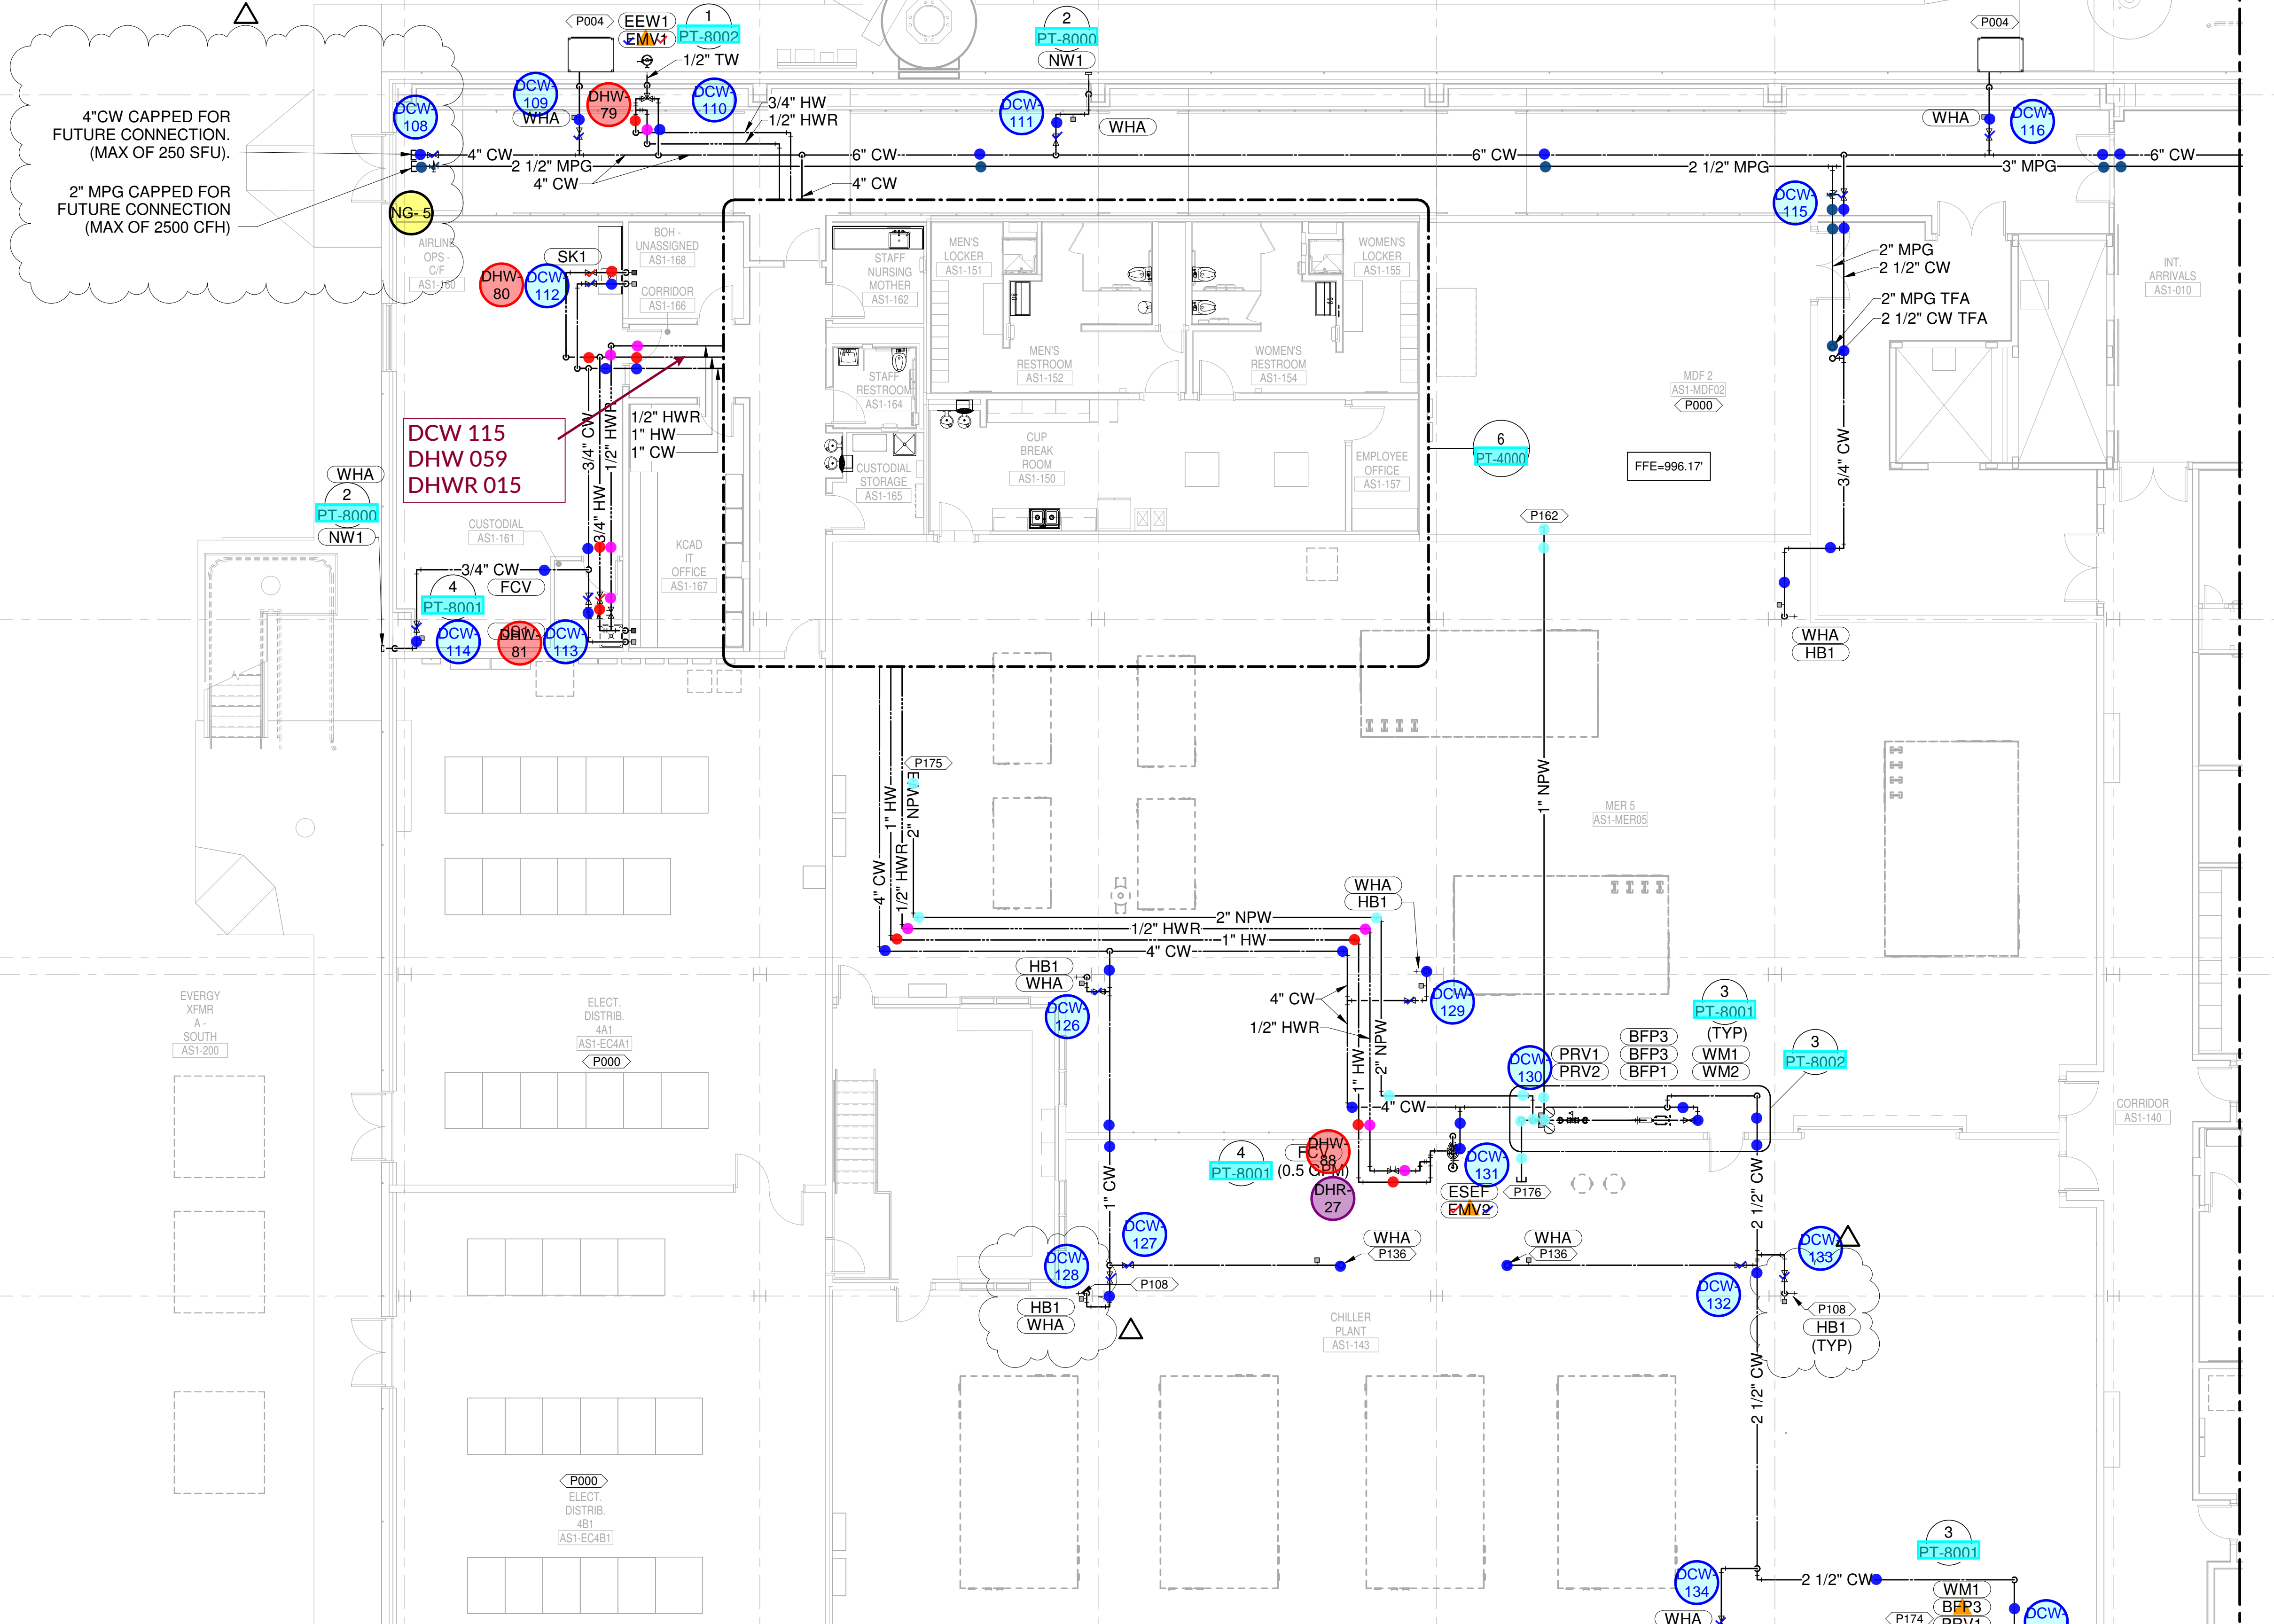 P004
EEW1
EMV1
1
PT-8002
1/2" TW
2
PT-8000
NW1
P004
DCW-
108
DCW-
109
WHA
DHW-
79
DCW-
110
3/4" HW
1/2" HWR
DCW-
111
WHA
WHA
DCW-
116
4"CW CAPPED FOR
FUTURE CONNECTION.
(MAX OF 250 SFU).
2" MPG CAPPED FOR
FUTURE CONNECTION
(MAX OF 2500 CFH)
4" CW
2 1/2" MPG
4" CW
6" CW
4" CW
6" CW
2 1/2" MPG
3" MPG
6" CW
NG- 5
DCW-
115
AIRLINE
OPS -
C/F
AS1-160
BOH -
UNASSIGNED
AS1-168
SK1
DHW-
80
DCW-
112
CORRIDOR
AS1-166
STAFF
NURSING
MOTHER
AS1-162
MEN'S
LOCKER
AS1-151
WOMEN'S
LOCKER
AS1-155
2" MPG
2 1/2" CW
2" MPG TFA
2 1/2" CW TFA
INT.
ARRIVALS
AS1-010
MEN'S
RESTROOM
AS1-152
WOMEN'S
RESTROOM
AS1-154
STAFF
RESTROOM
AS1-164
MDF 2
AS1-MDF02
P000
DCW 115
DHW 059
DHWR 015
3/4" CW
3/4" HW
1/2" HWR
1/2" HWR
1" HW
1" CW
CUP
BREAK
ROOM
AS1-150
EMPLOYEE
OFFICE
AS1-157
CUSTODIAL
STORAGE
AS1-165
6
PT-4000
FFE=996.17'
3/4" CW
WHA
2
PT-8000
NW1
CUSTODIAL
AS1-161
KCAD
IT
OFFICE
AS1-167
P162
3/4" CW
4
PT-8001
FCV
DCW-
114
DHW-
81
DCW-
113
WHA
HB1
P175
4" CW
1" HW
1/2" HWR
2" NPW
1" NPW
MER 5
AS1-MER05
WHA
HB1
2" NPW
1/2" HWR
1" HW
4" CW
HB1
WHA
DCW-
126
4" CW
1/2" HWR
DCW-
129
3
PT-8001
(TYP)
EVERGY
XFMR
A -
SOUTH
AS1-200
ELECT.
DISTRIB.
4A1
AS1-EC4A1
P000
1" HW
2" NPW
DCW-
130
PRV1
PRV2
BFP3
BFP3
BFP1
WM1
WM2
3
PT-8002
4" CW
CORRIDOR
AS1-140
4
PT-8001
FCV
(0.5 GPM)
DHW-
88
DHR-
27
DCW-
131
ESEF
EMV2
P176
1" CW
2 1/2" CW
DCW-
127
DCW-
128
WHA
P136
WHA
P136
DCW-
133
DCW-
132
P108
HB1
WHA
P108
HB1
(TYP)
CHILLER
PLANT
AS1-143
2 1/2" CW
P000
ELECT.
DISTRIB.
4B1
AS1-EC4B1
3
PT-8001
DCW-
134
2 1/2" CW
WM1
BFP3
PRV1
P174
WHA
DCW-